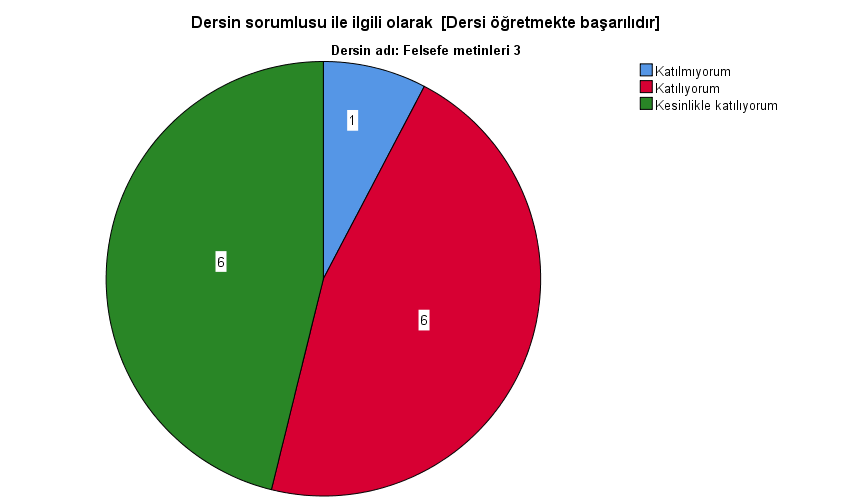 Dersin sorumlusu ile ilgili olarak [Dersi öğretmekte başarılıdır]
Dersin adı: Felsefe metinleri 3
Katılmıyorum
Katılıyorum
Kesinlikle katılıyorum
1
6
6